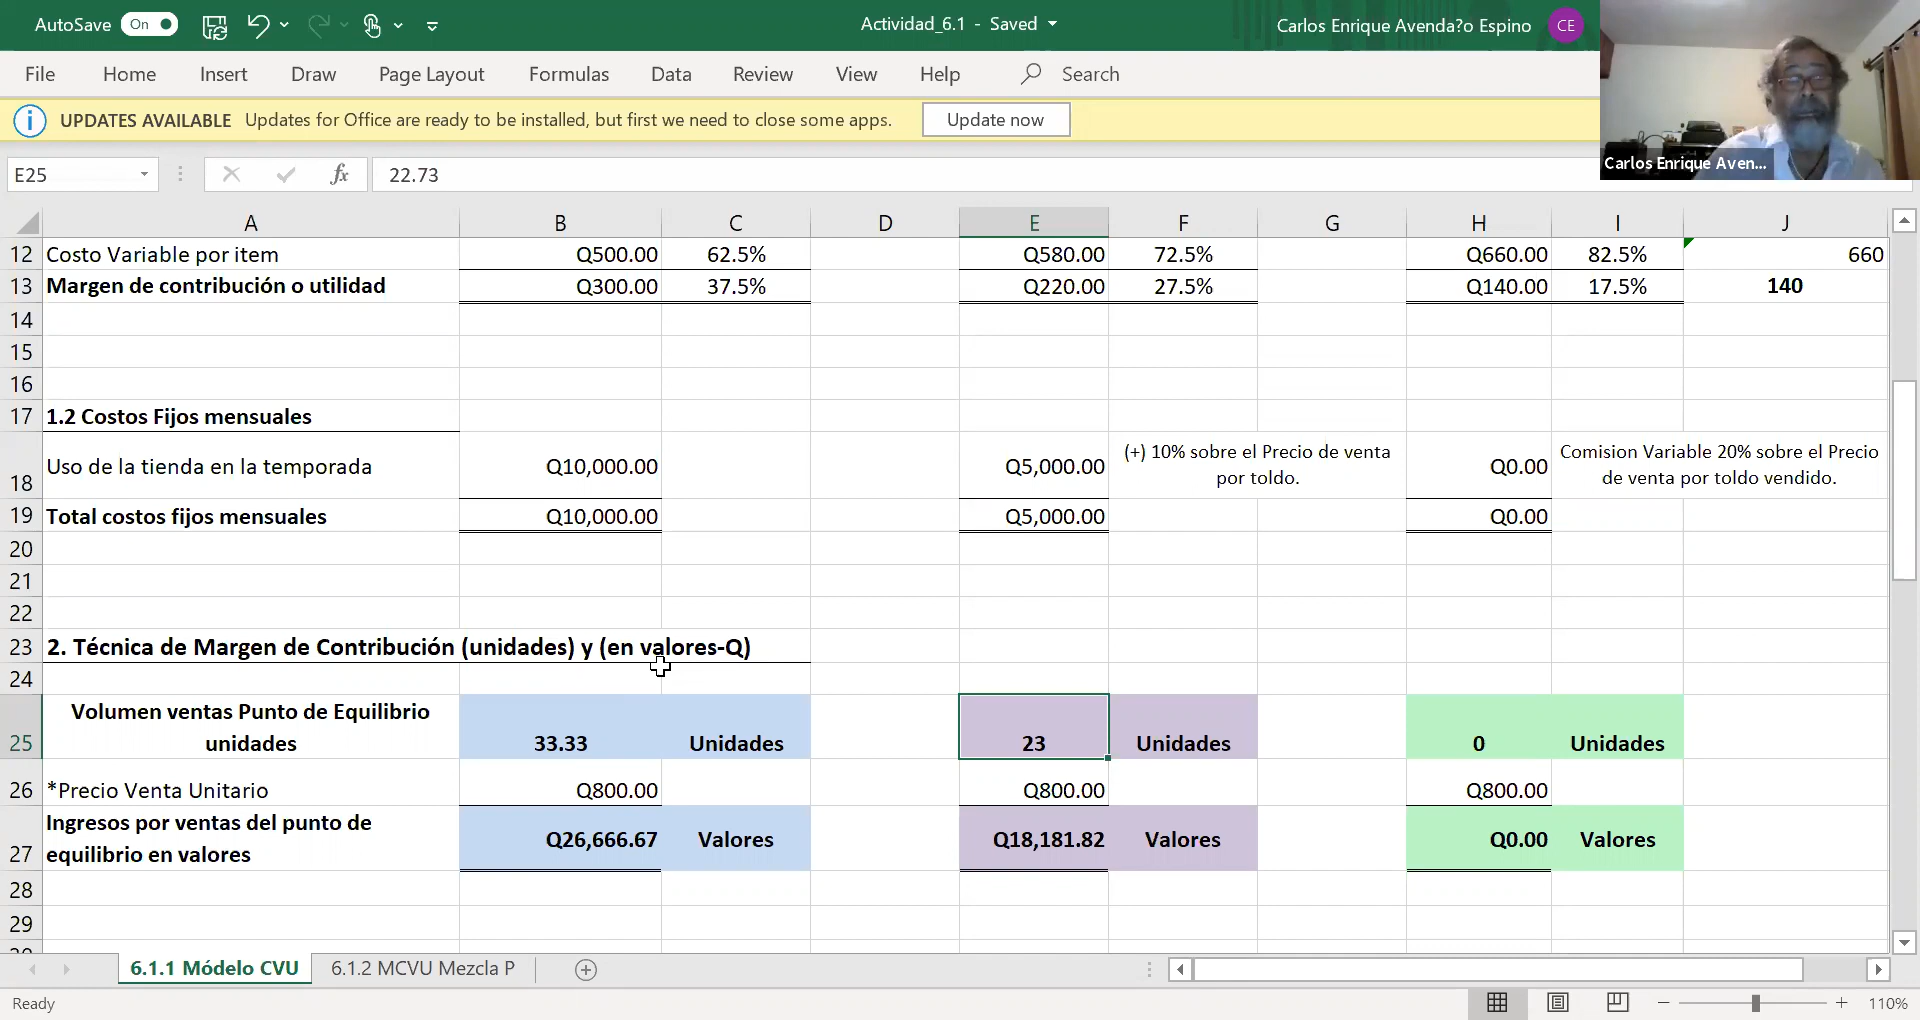 AutoSave On Actividad_6.1 - Saved Carlos Enrique Avenda?o Espino CE
File Home Insert Draw Page Layout Formulas Data Review View Help Search
UPDATES AVAILABLE Updates for Office are ready to be installed, but first we need to close some apps. Update now
Carlos Enrique Aven...
E25 fx 22.73
A B C D E F G H I J
12 Costo Variable por item Q500.00 62.5% Q580.00 72.5% Q660.00 82.5% 660
13 Margen de contribución o utilidad Q300.00 37.5% Q220.00 27.5% Q140.00 17.5% 140
14
15
16
17 1.2 Costos Fijos mensuales
18 Uso de la tienda en la temporada Q10,000.00 Q5,000.00 (+) 10% sobre el Precio de venta Q0.00 Comision Variable 20% sobre el Precio
por toldo. de venta por toldo vendido.
19 Total costos fijos mensuales Q10,000.00 Q5,000.00 Q0.00
20
21
22
23 2. Técnica de Margen de Contribución (unidades) y (en valores-Q)
24
Volumen ventas Punto de Equilibrio
25 unidades 33.33 Unidades 23 Unidades 0 Unidades
26 *Precio Venta Unitario Q800.00 Q800.00 Q800.00
Ingresos por ventas del punto de
27 equilibrio en valores Q26,666.67 Valores Q18,181.82 Valores Q0.00 Valores
28
29
6.1.1 Módelo CVU 6.1.2 MCVU Mezcla P
Ready 110%